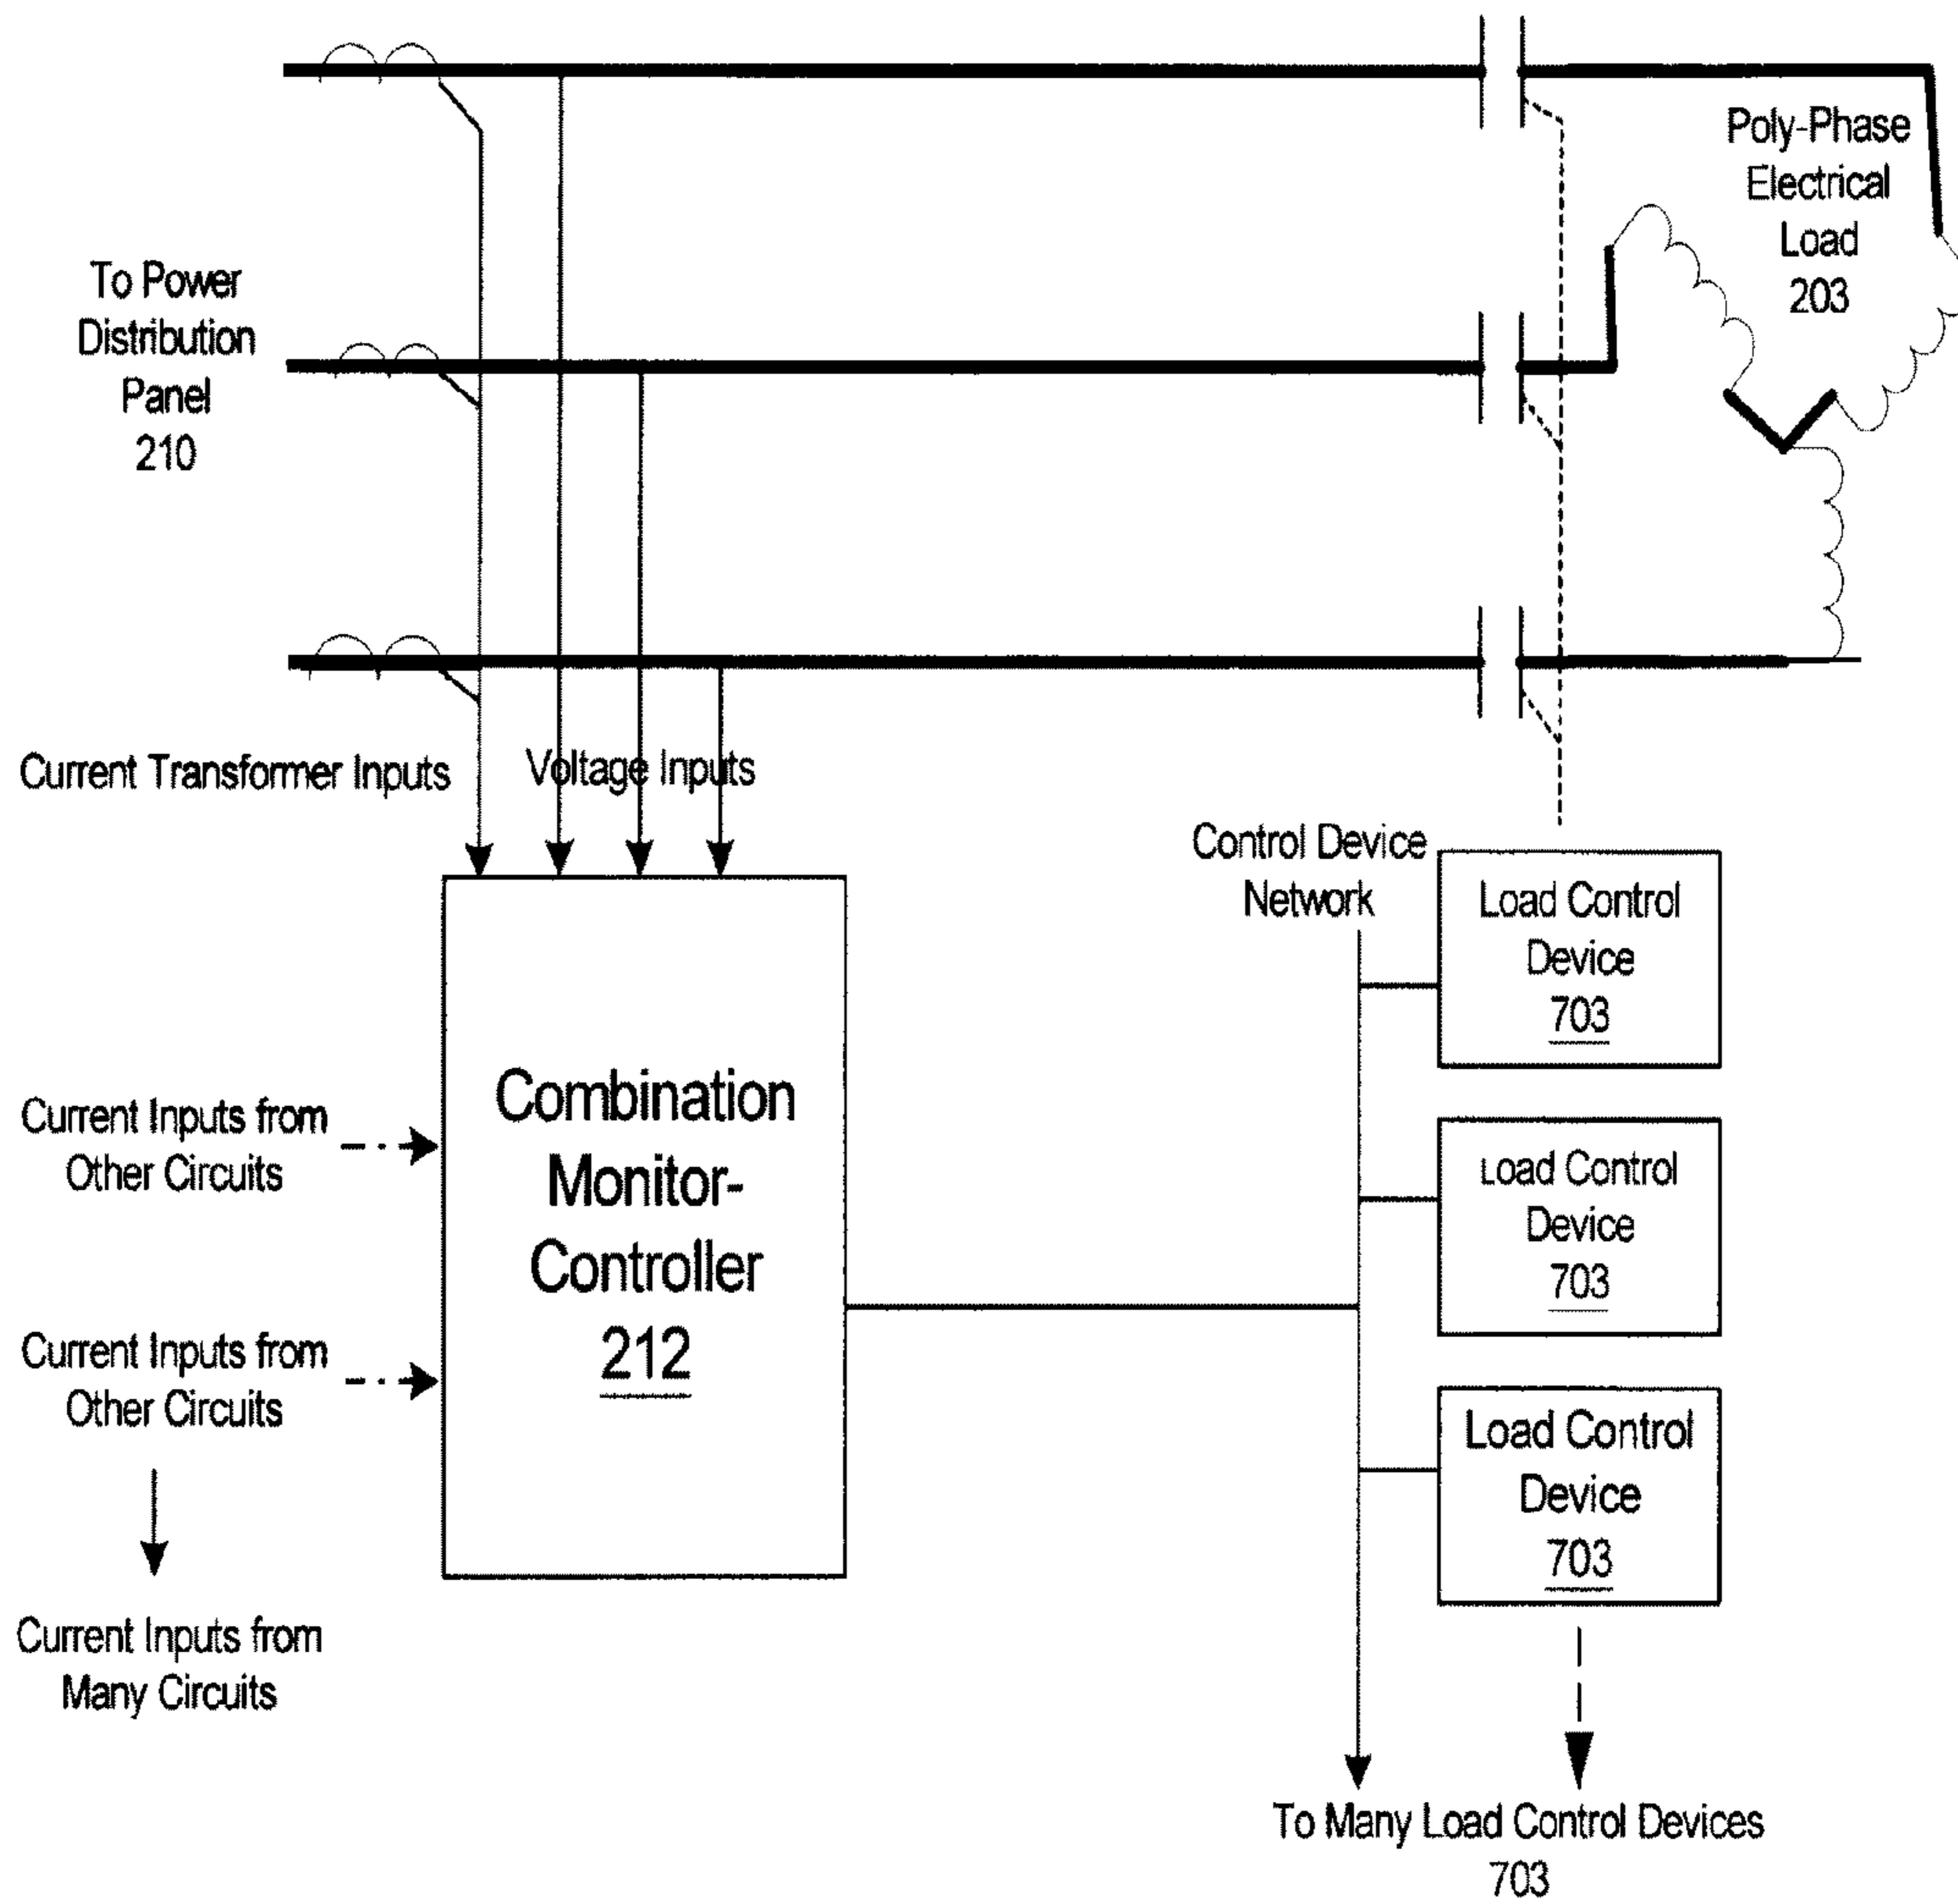 Poly-Phase
Electrical
Load
203
To Power
Distribution
Panel
210
Current Transformer Inputs
Voltage Inputs
Control Device
Network
Load Control
Device
703
Combination
Monitor-
Controller
212
Current Inputs from
Other Circuits
Load Control
Device
703
Current Inputs from
Other Circuits
Load Control
Device
703
Current Inputs from
Many Circuits
To Many Load Control Devices
703